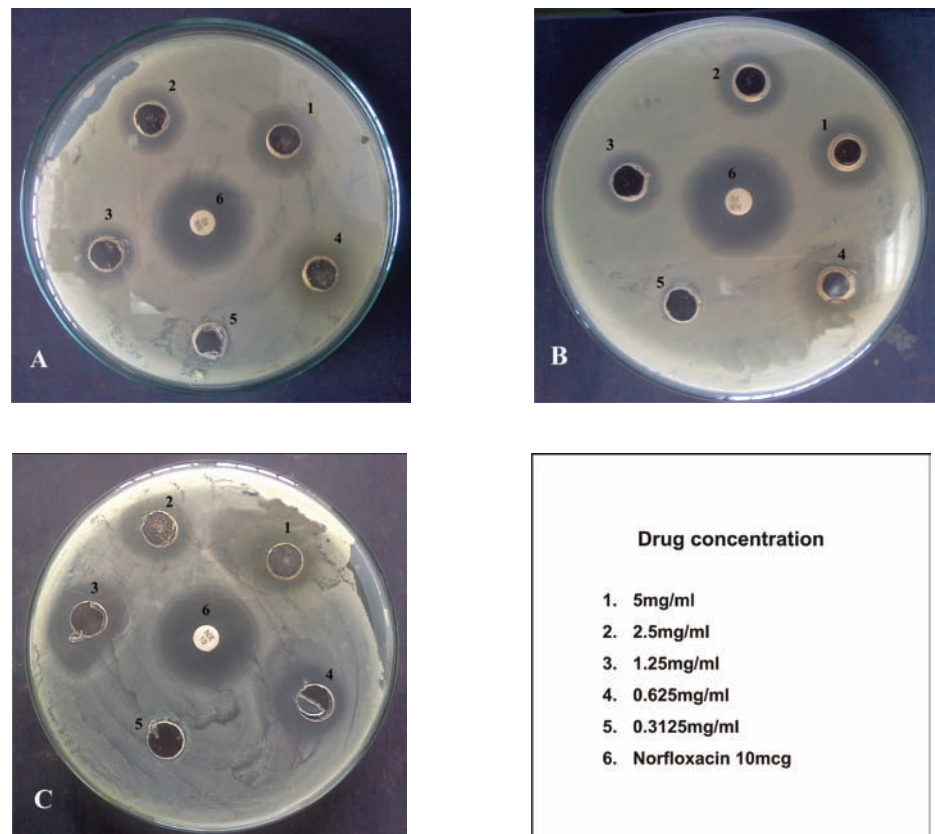 2
1
6
3
4
5
A
2
1
3
6
4
5
B
2
1
3
6
4
5
C
Drug concentration
1. 5mg/ml
2. 2.5mg/ml
3. 1.25mg/ml
4. 0.625mg/ml
5. 0.3125mg/ml
6. Norfloxacin 10mcg